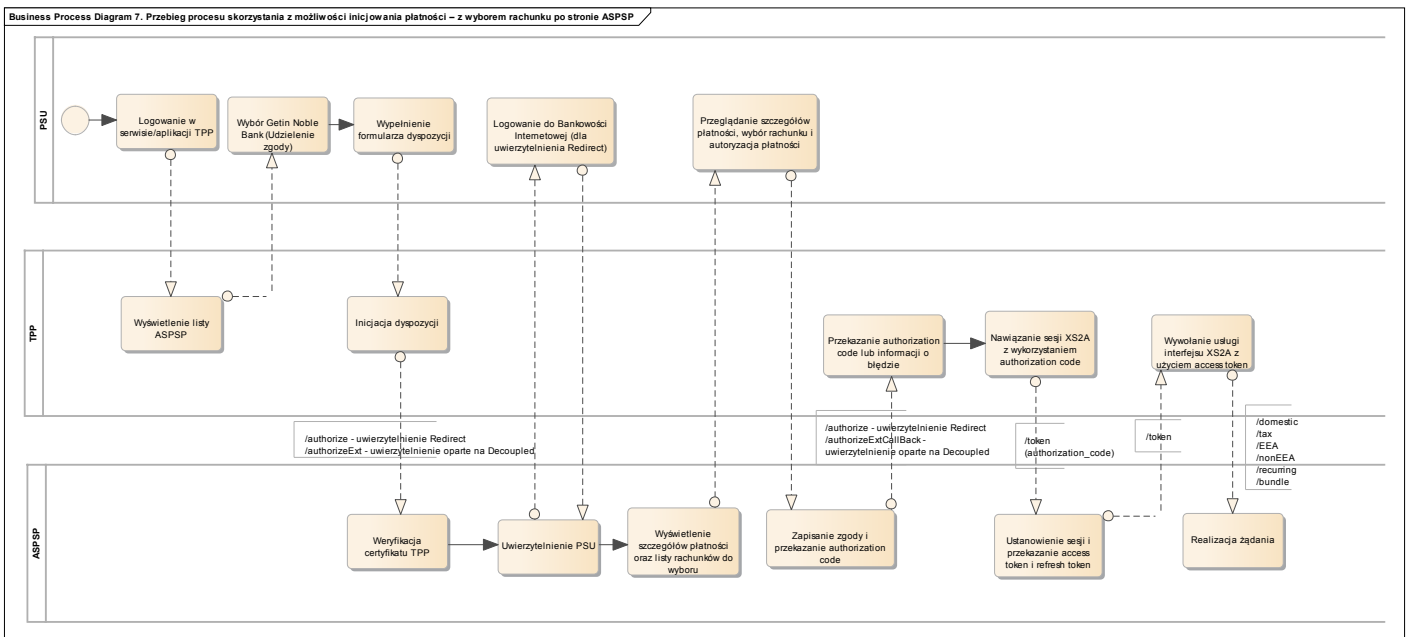 Business Process Diagram 7. Przebieg procesu skorzystania z możliwości inicjowania płatności – z wyborem rachunku po stronie ASPSP
PSU
Logowanie w
serwisie/aplikacji TPP
Wybór Getin Noble
Bank (Udzielenie
zgody)
Wypełnienie
formularza dyspozycji
Logowanie do Bankowości
Internetowej (dla
uwierzytelnienia Redirect)
Przeglądanie szczegółów
płatności, wybór rachunku i
autoryzacja płatności
TPP
Wyświetlenie listy
ASPSP
Inicjacja dyspozycji
Przekazanie authorization
code lub informacji o
błędzie
Nawiązanie sesji XS2A
z wykorzystaniem
authorization code
Wywołanie usługi
interfejsu XS2A z
użyciem access token
/authorize - uwierzytelnienie Redirect
/authorizeExt - uwierzytelnienie oparte na Decoupled
/authorize - uwierzytelnienie Redirect
/authorizeExtCallBack -
uwierzytelnienie oparte na Decoupled
/token
(authorization_code)
/token
/domestic
/tax
/EEA
/nonEEA
/recurring
/bundle
ASPSP
Weryfikacja
certyfikatu TPP
Uwierzytelnienie PSU
Wyświetlenie
szczegółów płatności
oraz listy rachunków do
wyboru
Zapisanie zgody i
przekazanie authorization
code
Ustanowienie sesji i
przekazanie access
token i refresh token
Realizacja żądania